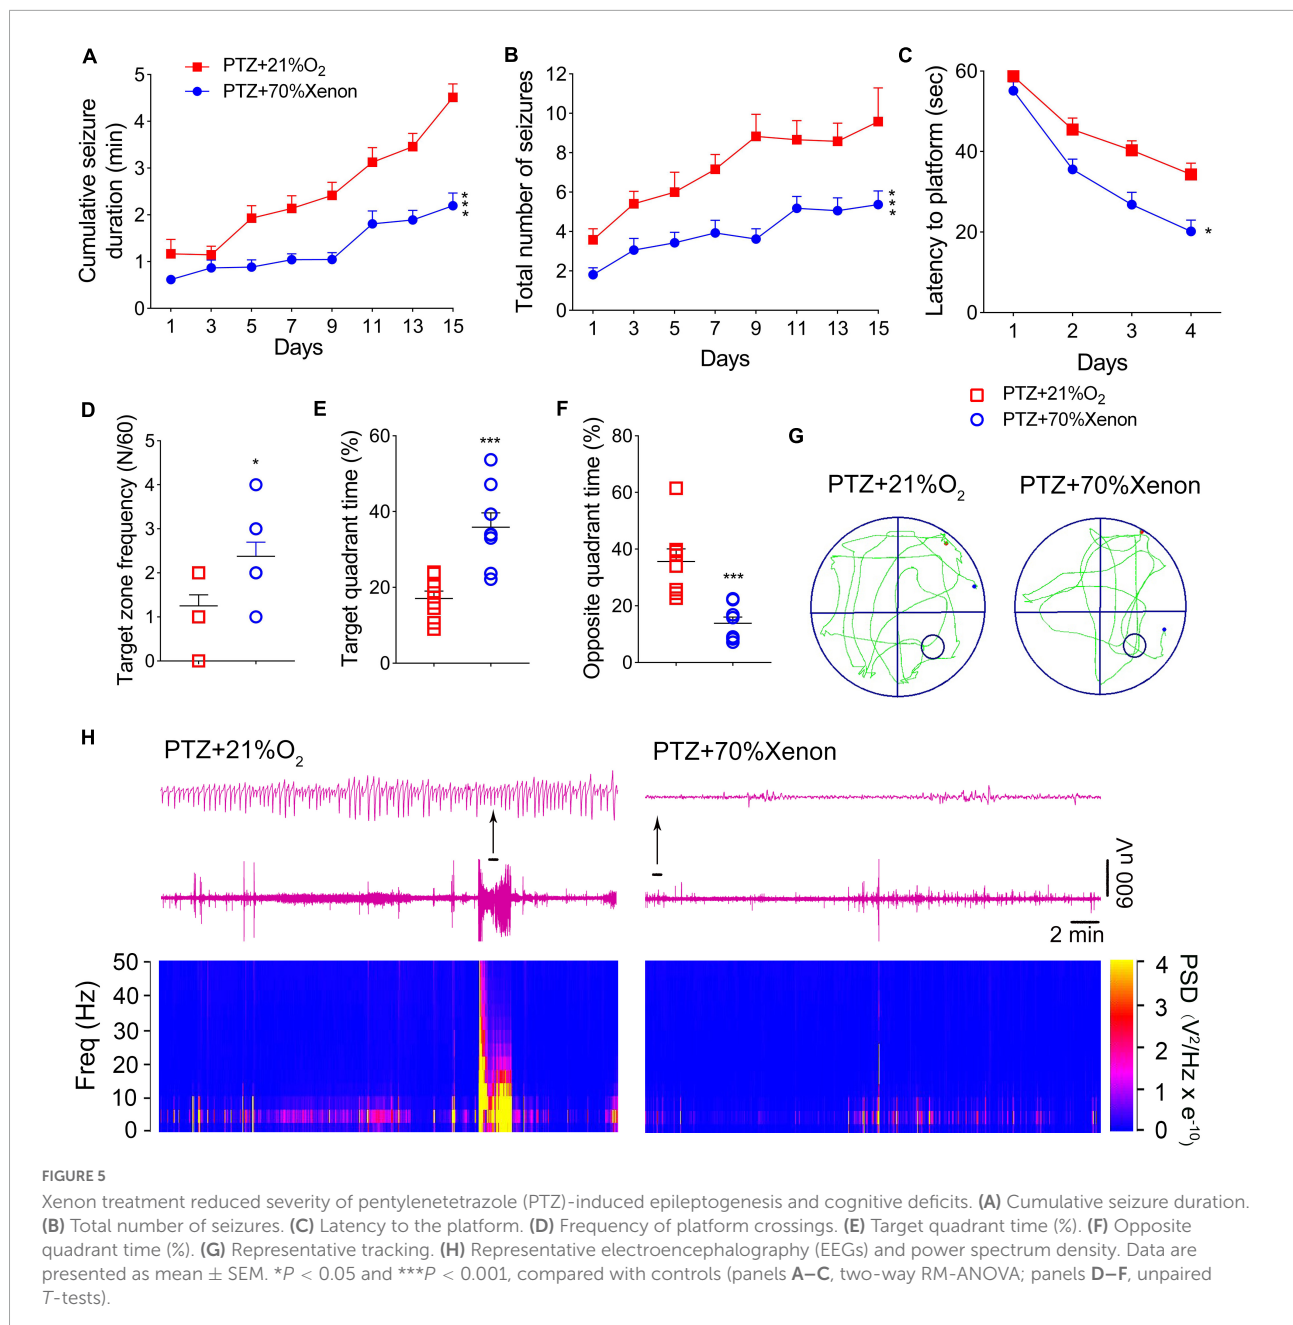 A
PTZ+21%O2
PTZ+70%Xenon
Cumulative seizure
duration (min)
5
4
3
2
1
0
***
1 3 5 7 9 11 13 15
Days
B
Total number of seizures
12
10
8
6
4
2
0
***
1 3 5 7 9 11 13 15
Days
C
Latency to platform (sec)
60
40
20
0
*
1 2 3 4
Days
PTZ+21%O2
PTZ+70%Xenon
D
Target zone frequency (N/60)
5
4
3
2
1
0
*
E
Target quadrant time (%)
60
40
20
0
***
F
Opposite quadrant time (%)
80
60
40
20
0
***
G
PTZ+21%O2
PTZ+70%Xenon
H
PTZ+21%O2
PTZ+70%Xenon
600 uV
2 min
Freq (Hz)
50
40
30
20
10
0
4
3
2
1
0
PSD (V2/Hz x e-10)
FIGURE 5
Xenon treatment reduced severity of pentylenetetrazole (PTZ)-induced epileptogenesis and cognitive deficits. (A) Cumulative seizure duration.
(B) Total number of seizures. (C) Latency to the platform. (D) Frequency of platform crossings. (E) Target quadrant time (%). (F) Opposite
quadrant time (%). (G) Representative tracking. (H) Representative electroencephalography (EEGs) and power spectrum density. Data are
presented as mean ± SEM. *P < 0.05 and ***P < 0.001, compared with controls (panels A–C, two-way RM-ANOVA; panels D–F, unpaired
T-tests).